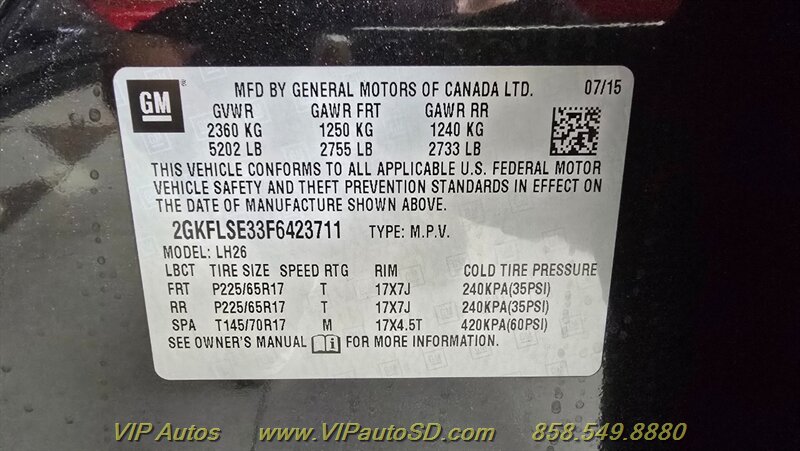 GM ®
MFD BY GENERAL MOTORS OF CANADA LTD. 07/15
GVWR GAWR FRT GAWR RR
2360 KG 1250 KG 1240 KG
5202 LB 2755 LB 2733 LB
THIS VEHICLE CONFORMS TO ALL APPLICABLE U.S. FEDERAL MOTOR
VEHICLE SAFETY AND THEFT PREVENTION STANDARDS IN EFFECT ON
THE DATE OF MANUFACTURE SHOWN ABOVE.
2GKFLSE33F6423711 TYPE: M.P.V.
MODEL: LH26
LBCT TIRE SIZE SPEED RTG RIM COLD TIRE PRESSURE
FRT P225/65R17 T 17X7J 240KPA(35PSI)
RR P225/65R17 T 17X7J 240KPA(35PSI)
SPA T145/70R17 M 17X4.5T 420KPA(60PSI)
SEE OWNER'S MANUAL FOR MORE INFORMATION.
VIP Autos www.VIPautoSD.com 858.549.8880